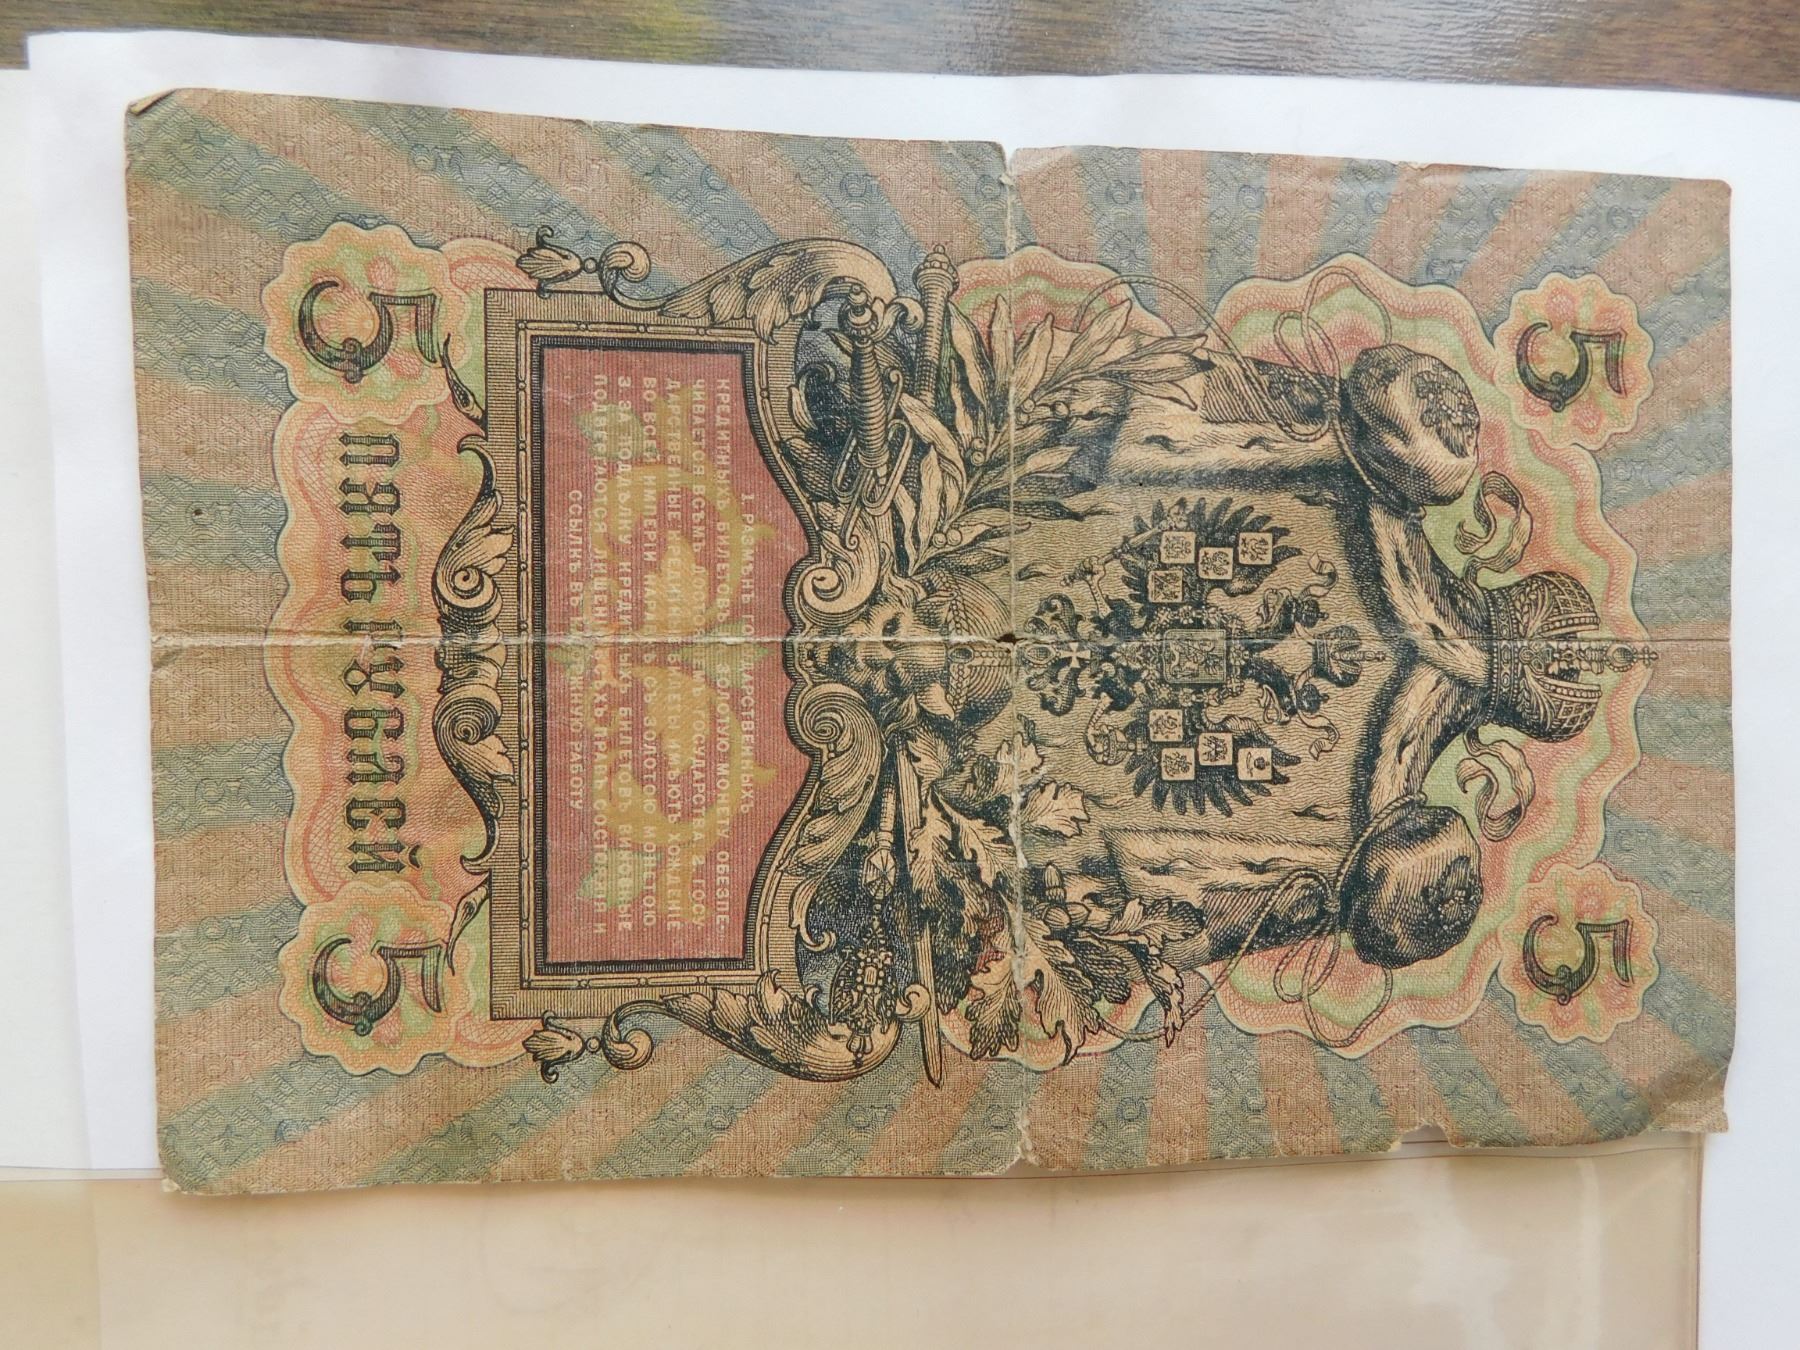 5 5
1. РАЗМѢНЪ ГОСУДАРСТВЕННЫХЪ
КРЕДИТНЫХЪ БИЛЕТОВЪ НА ЗОЛОТУЮ МОНЕТУ ОБЕЗПЕ-
ЧИВАЕТСЯ ВСѢМЪ ДОСТОЯНІЕМЪ ГОСУДАРСТВА 2. ГОСУ
ДАРСТВЕННЫЕ КРЕДИТНЫЕ БИЛЕТЫ ИМѢЮТЪ ХОЖДЕНІЕ
ВО ВСЕЙ ИМПЕРІИ НАРАВНѢ СЪ ЗОЛОТОЮ МОНЕТОЮ
3 ЗА ПОДДѢЛКУ КРЕДИТНЫХЪ БИЛЕТОВЪ ВИНОВНЫЕ
ПОДВЕРГАЮТСЯ ЛИШЕНІЮ ВСѢХЪ ПРАВЪ СОСТОЯНІЯ И
ССЫЛКѢ ВЪ КАТОРЖНУЮ РАБОТУ
5 ПЯТЬ РУБЛЕЙ 5